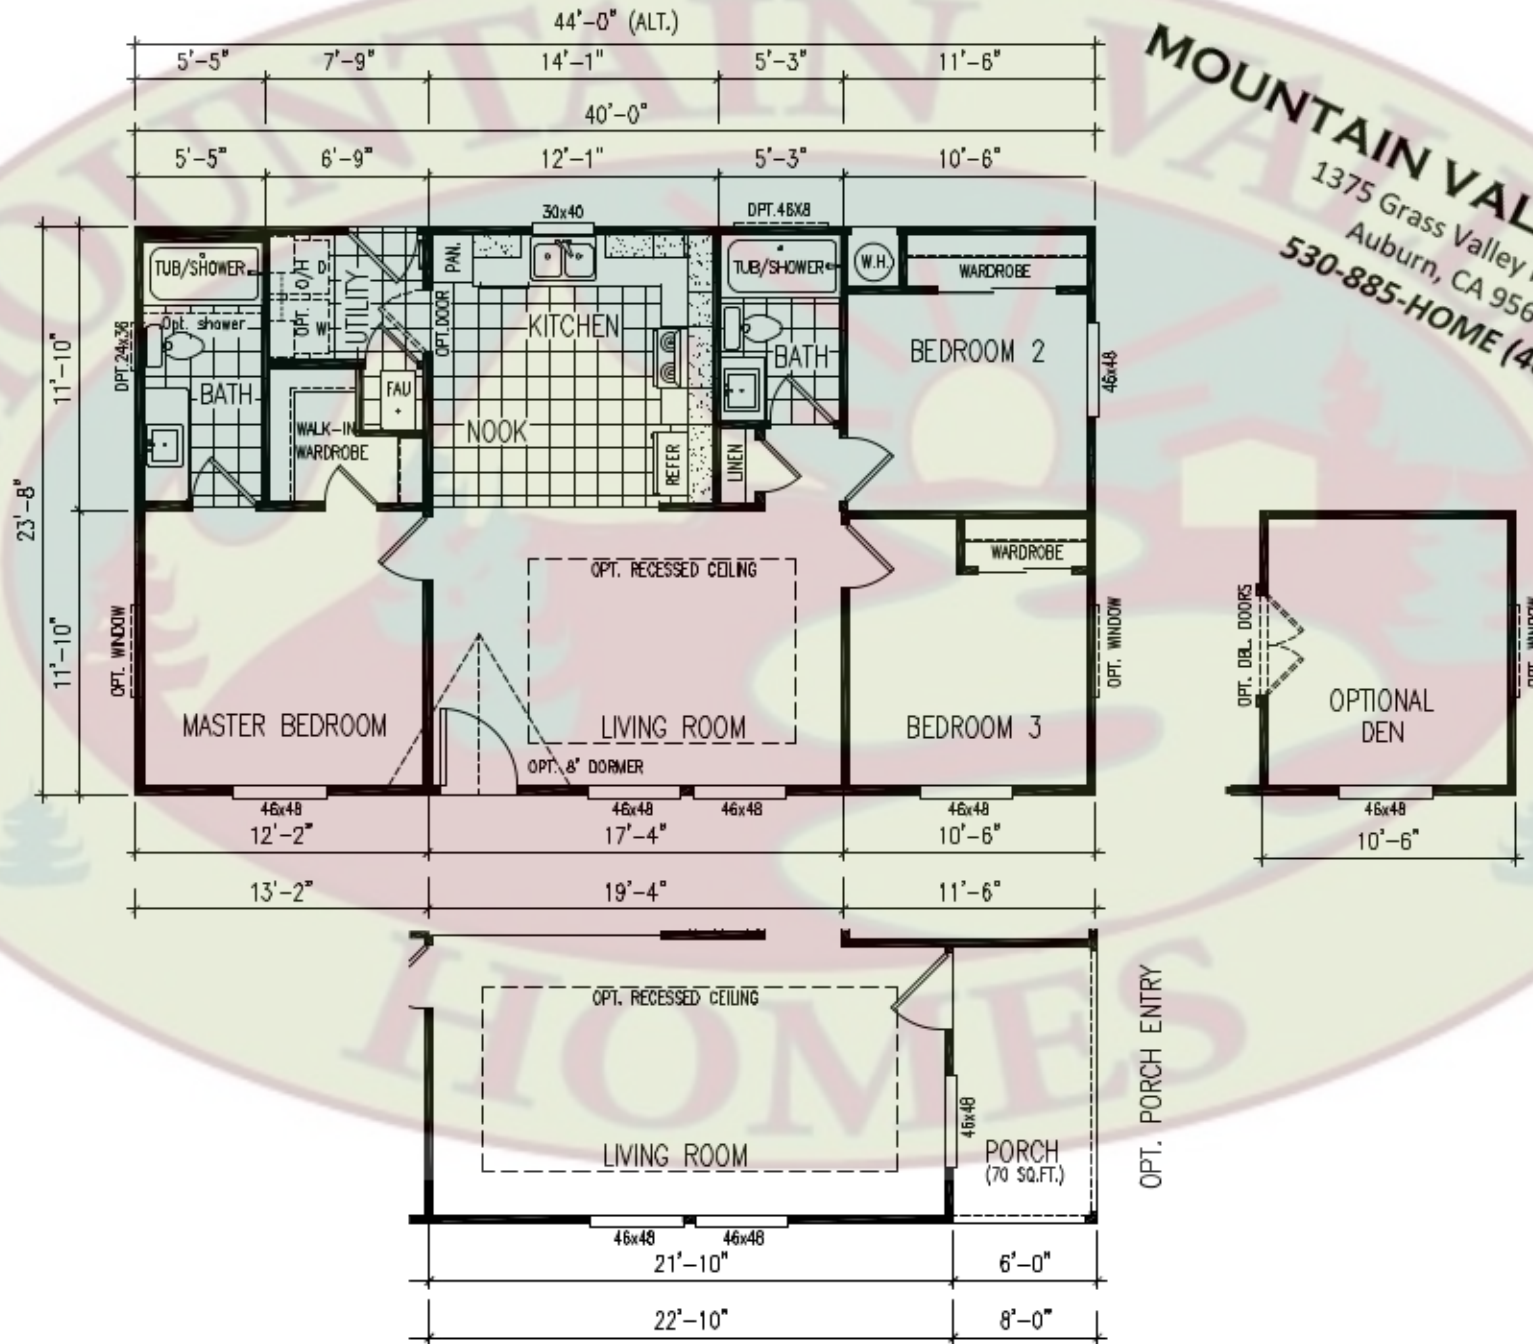 44'-0" (ALT.)
5'-5" 7'-9" 14'-1" 5'-3" 11'-6"
40'-0"
5'-5" 6'-9" 12'-1" 5'-3" 10'-6"
MOUNTAIN VAL
1375 Grass Valley
Auburn, CA 956
530-885-HOME (4
MOUNTAIN VAL
HOMES
30x40
DPT.46X8
TUB/SHOWER
Opt. shower
DPT.24x36
BATH
OPT. O/H
D
W
UTILITY
PAN.
OPT.DOOR
KITCHEN
NOOK
FAU
WALK-IN
WARDROBE
REFER
TUB/SHOWER
BATH
LINEN
W.H.
WARDROBE
BEDROOM 2
46x48
11'-10"
23'-8"
11'-10"
OPT. WINDOW
MASTER BEDROOM
OPT. RECESSED CEILING
LIVING ROOM
OPT. 8" DORMER
WARDROBE
BEDROOM 3
OPT. WINDOW
OPT. DBL. DOORS
OPTIONAL
DEN
OPT. WINDOW
46x48 46x48 46x48 46x48 46x48
12'-2" 17'-4" 10'-6" 10'-6"
13'-2" 19'-4" 11'-6"
OPT. RECESSED CEILING
LIVING ROOM
46x48
PORCH
(70 SQ.FT.)
OPT. PORCH ENTRY
46x48 46x48
21'-10" 6'-0"
22'-10" 8'-0"